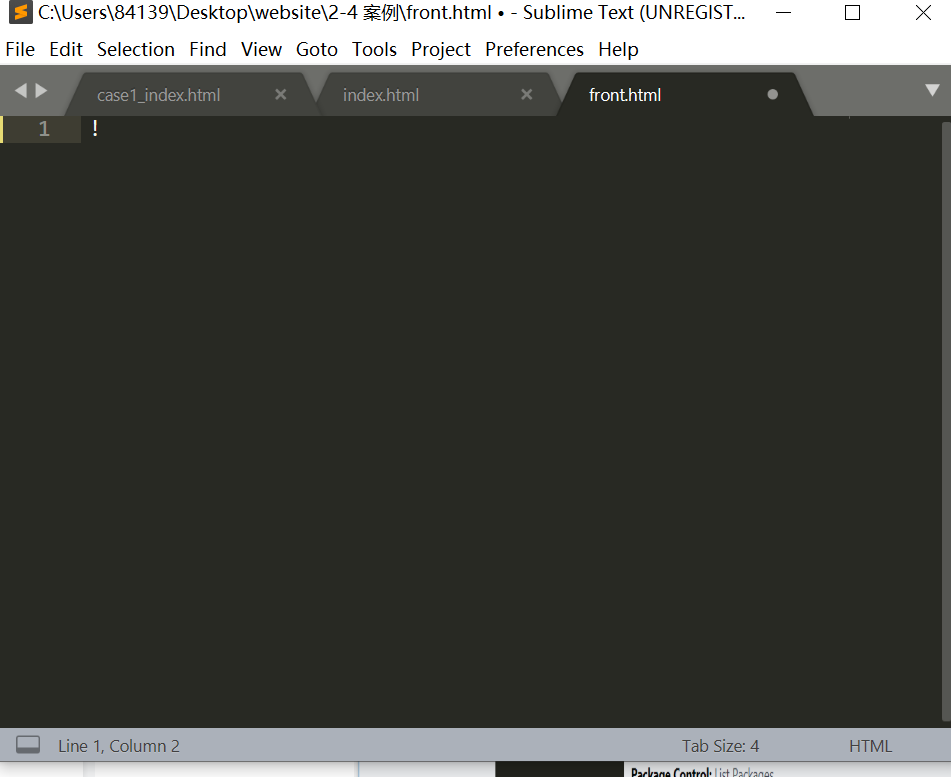 C:\Users\84139\Desktop\website\2-4 案例\front.html • - Sublime Text (UNREGIST...
File Edit Selection Find View Goto Tools Project Preferences Help
case1_index.html index.html front.html
1 !
Line 1, Column 2 Tab Size: 4 HTML
Package Control: List Packages